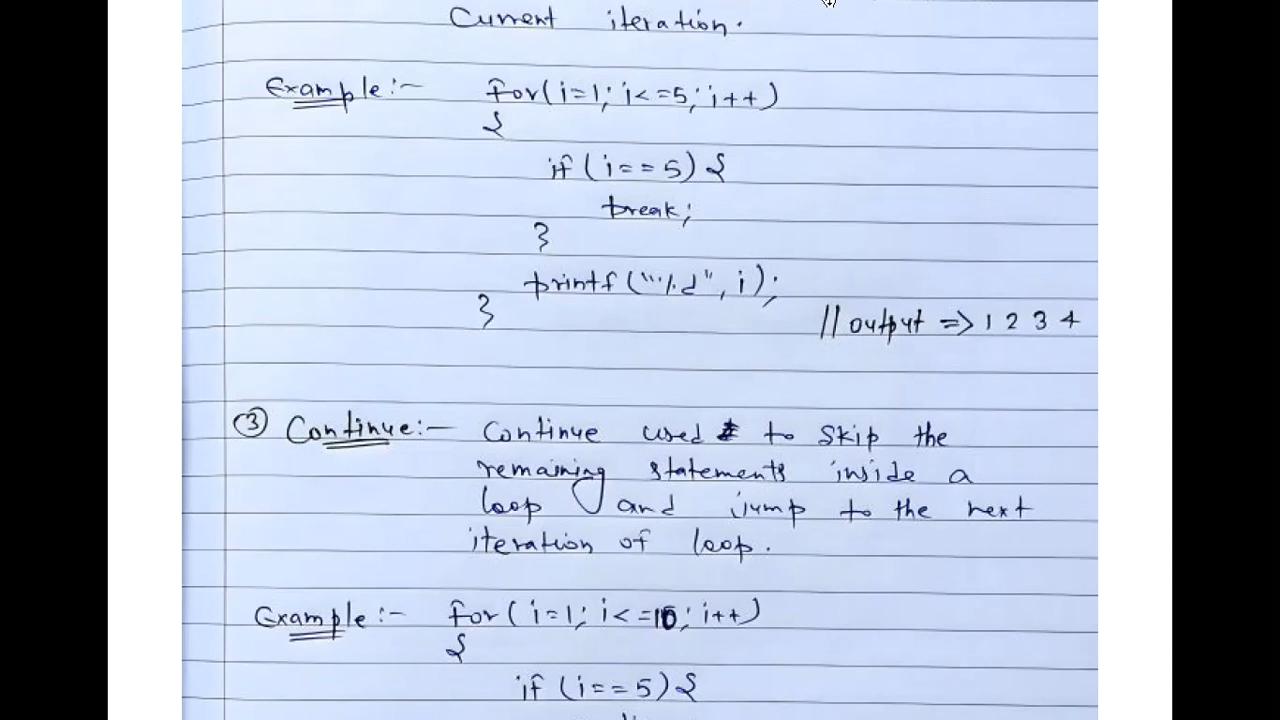 Current iteration.
Example:- for(i=1; i<=5; i++)
{
if (i==5) {
break;
}
printf("%d", i);
}
//output => 1 2 3 4
③ Continue:- Continue used to skip the
remaining statements inside a
loop and jump to the next
iteration of loop.
Example:- for(i=1; i<=10; i++)
{
if (i==5) {